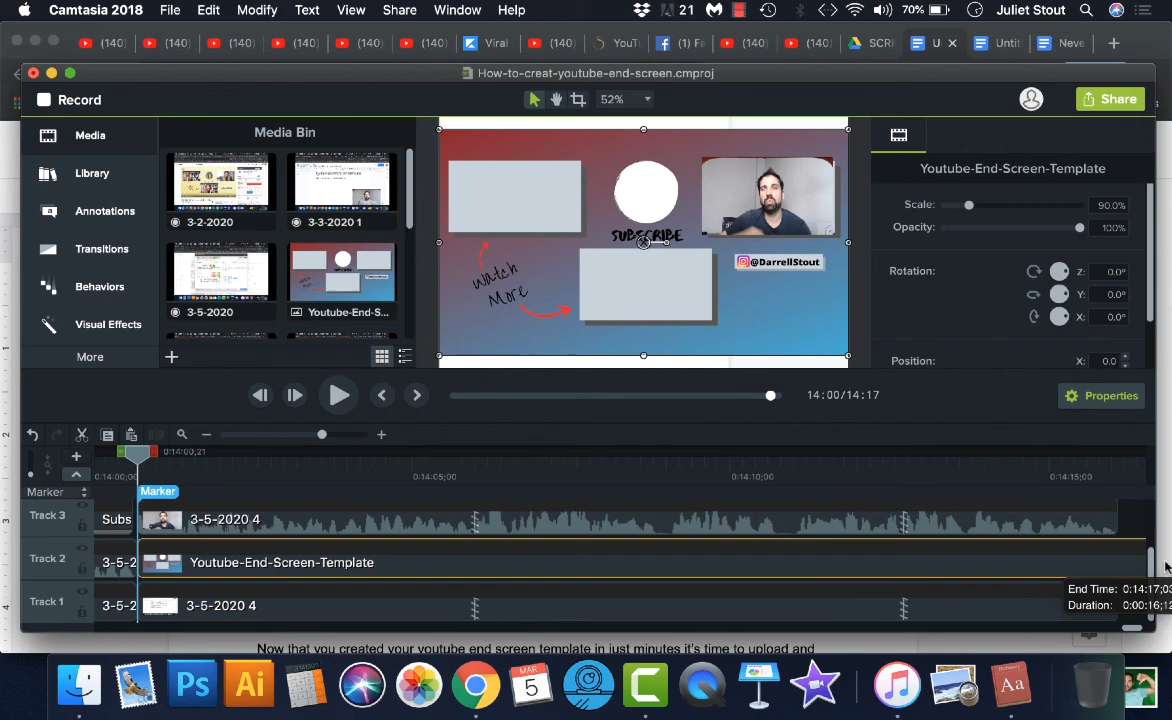 Camtasia 2018 File Edit Modify Text View Share Window Help 21 70% Juliet Stout
(140) (140) (140) (140) (140) (140) Viral (140) YouTu (1) Fa (140) (140) SCRI U Untit Neve
How-to-creat-youtube-end-screen.cmproj
Record 52% Share
Media
Library
Annotations
Transitions
Behaviors
Visual Effects
More
Media Bin
3-2-2020 3-3-2020 1
3-5-2020 Youtube-End-S...
SUBSCRIBE
@DarrellStout
Watch
More
Youtube-End-Screen-Template
Scale: 90.0%
Opacity: 100%
Rotation: Z: 0.0°
Y: 0.0°
X: 0.0°
Position: X: 0.0
14:00/14:17 Properties
0:14:00;21
0:14:00;00 0:14:05;00 0:14:10;00 0:14:15;00
Marker Marker
Track 3 Subs 3-5-2020 4
Track 2 3-5-2 Youtube-End-Screen-Template
End Time: 0:14:17;03
Duration: 0:00:16;12
Track 1 3-5-2 3-5-2020 4
Now that you created your youtube end screen template in just minutes it's time to upload and
2
3
4
MAR
5
Ps Ai Aa